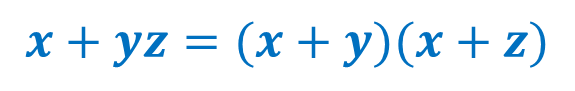 x + yz = (x + y)(x + z)